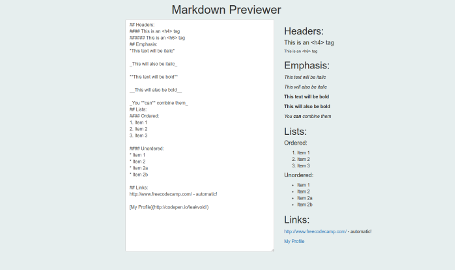 Markdown Previewer
## Headers:
#### This is an <h4> tag
###### This is an <h6> tag
## Emphasis:
*This text will be italic*
_This will also be italic_
**This text will be bold**
__This will also be bold__
_You **can** combine them_
## Lists:
#### Ordered:
1. Item 1
2. Item 2
3. Item 3
#### Unordered:
* Item 1
* Item 2
* Item 2a
* Item 2b
## Links:
http://www.freecodecamp.com/ - automatic!
Headers:
This is an <h4> tag
This is an <h6> tag
Emphasis:
This text will be italic
This will also be italic
This text will be bold
This will also be bold
You can combine them
Lists:
Ordered:
1. Item 1
2. Item 2
3. Item 3
Unordered:
• Item 1
• Item 2
• Item 2a
• Item 2b
Links:
http://www.freecodecamp.com/ - automatic!
My Profile